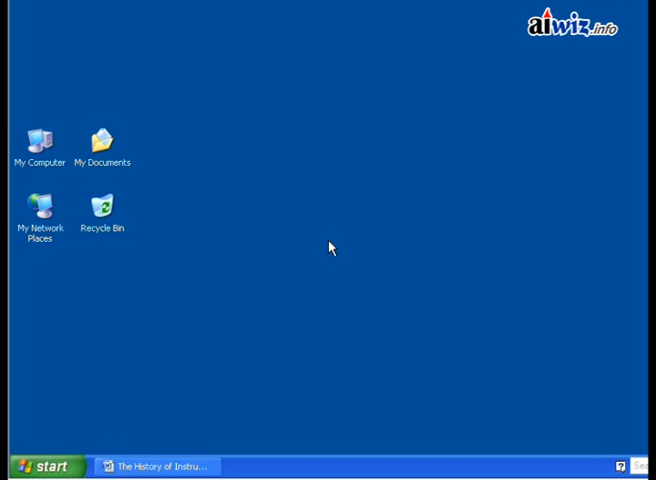 aiwiz.info
My Computer
My Documents
My Network
Places
Recycle Bin
start
The History of Instru...
?